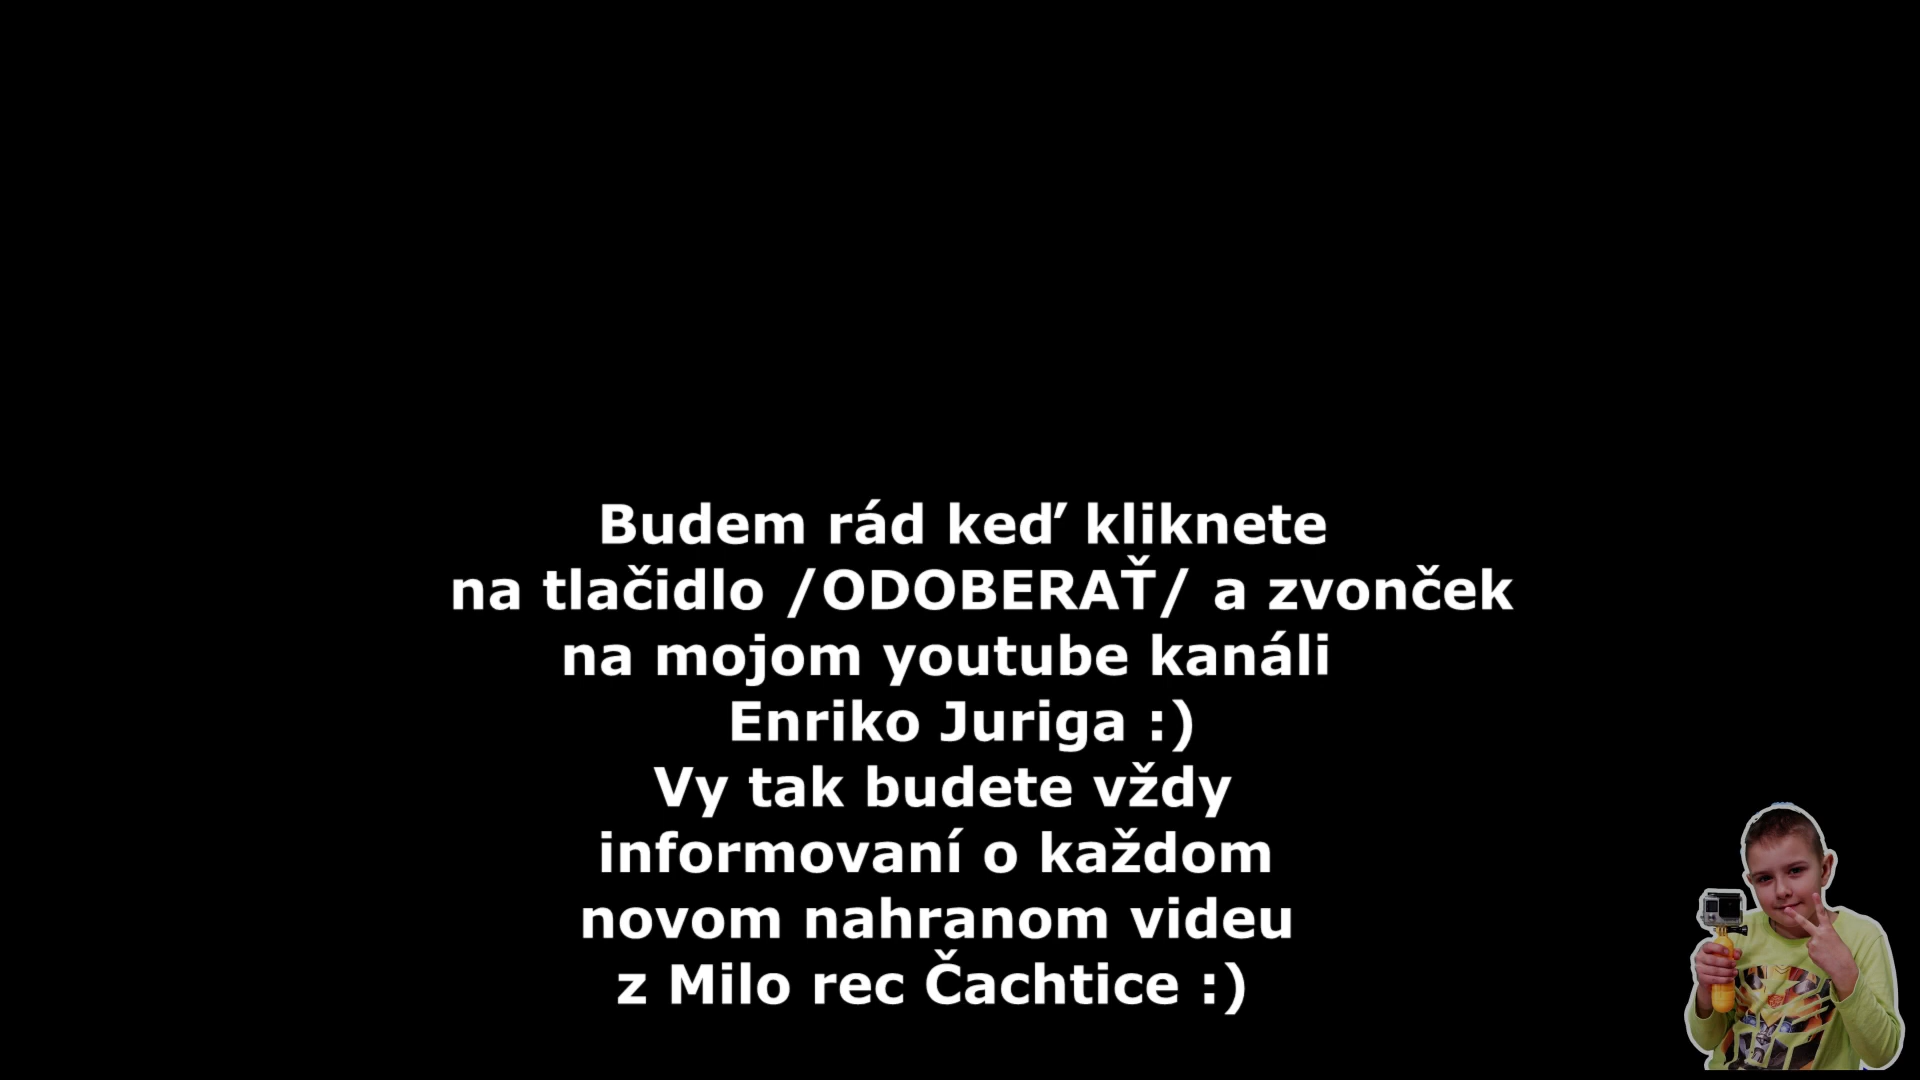 Budem rád keď kliknete
na tlačidlo /ODOBERAŤ/ a zvonček
na mojom youtube kanáli
Enriko Juriga :)
Vy tak budete vždy
informovaní o každom
novom nahranom videu
z Milo rec Čachtice :)